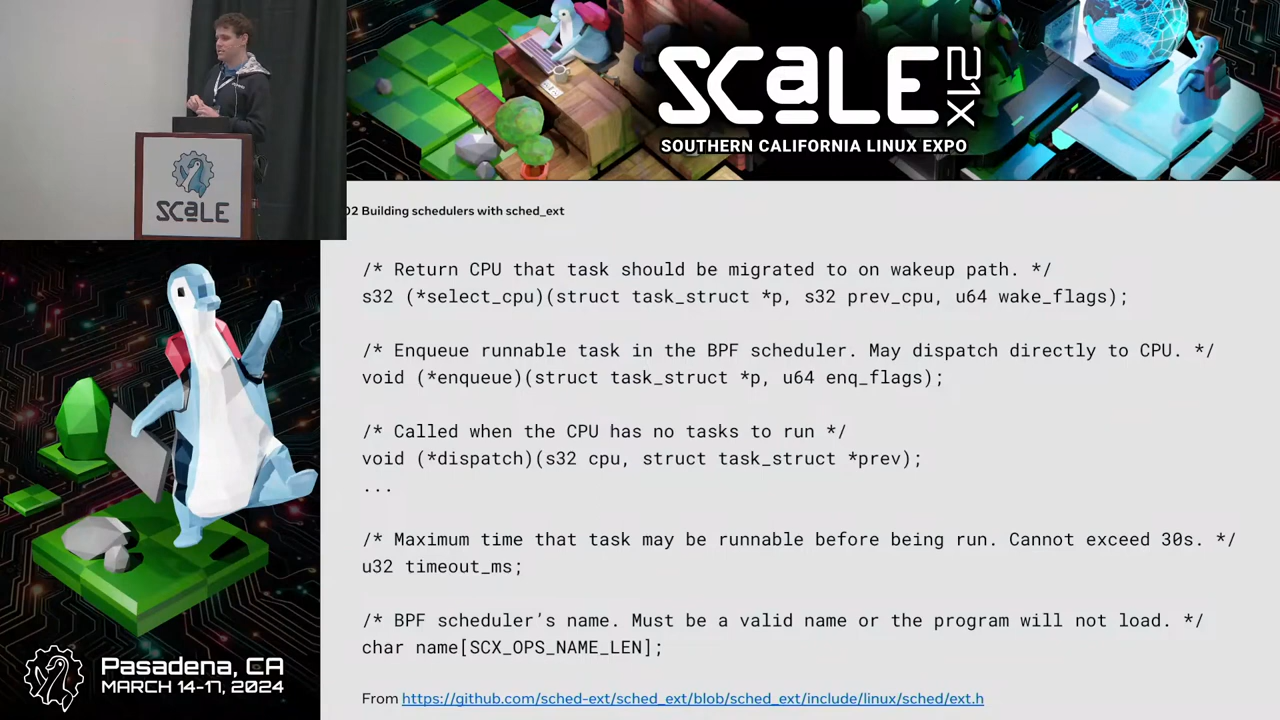 SCaLE
21X
SOUTHERN CALIFORNIA LINUX EXPO
SCaLE
02 Building schedulers with sched_ext
/* Return CPU that task should be migrated to on wakeup path. */
s32 (*select_cpu)(struct task_struct *p, s32 prev_cpu, u64 wake_flags);
/* Enqueue runnable task in the BPF scheduler. May dispatch directly to CPU. */
void (*enqueue)(struct task_struct *p, u64 enq_flags);
/* Called when the CPU has no tasks to run */
void (*dispatch)(s32 cpu, struct task_struct *prev);
...
/* Maximum time that task may be runnable before being run. Cannot exceed 30s. */
u32 timeout_ms;
/* BPF scheduler's name. Must be a valid name or the program will not load. */
char name[SCX_OPS_NAME_LEN];
From https://github.com/sched-ext/sched_ext/blob/sched_ext/include/linux/sched/ext.h
Pasadena, CA
MARCH 14-17, 2024